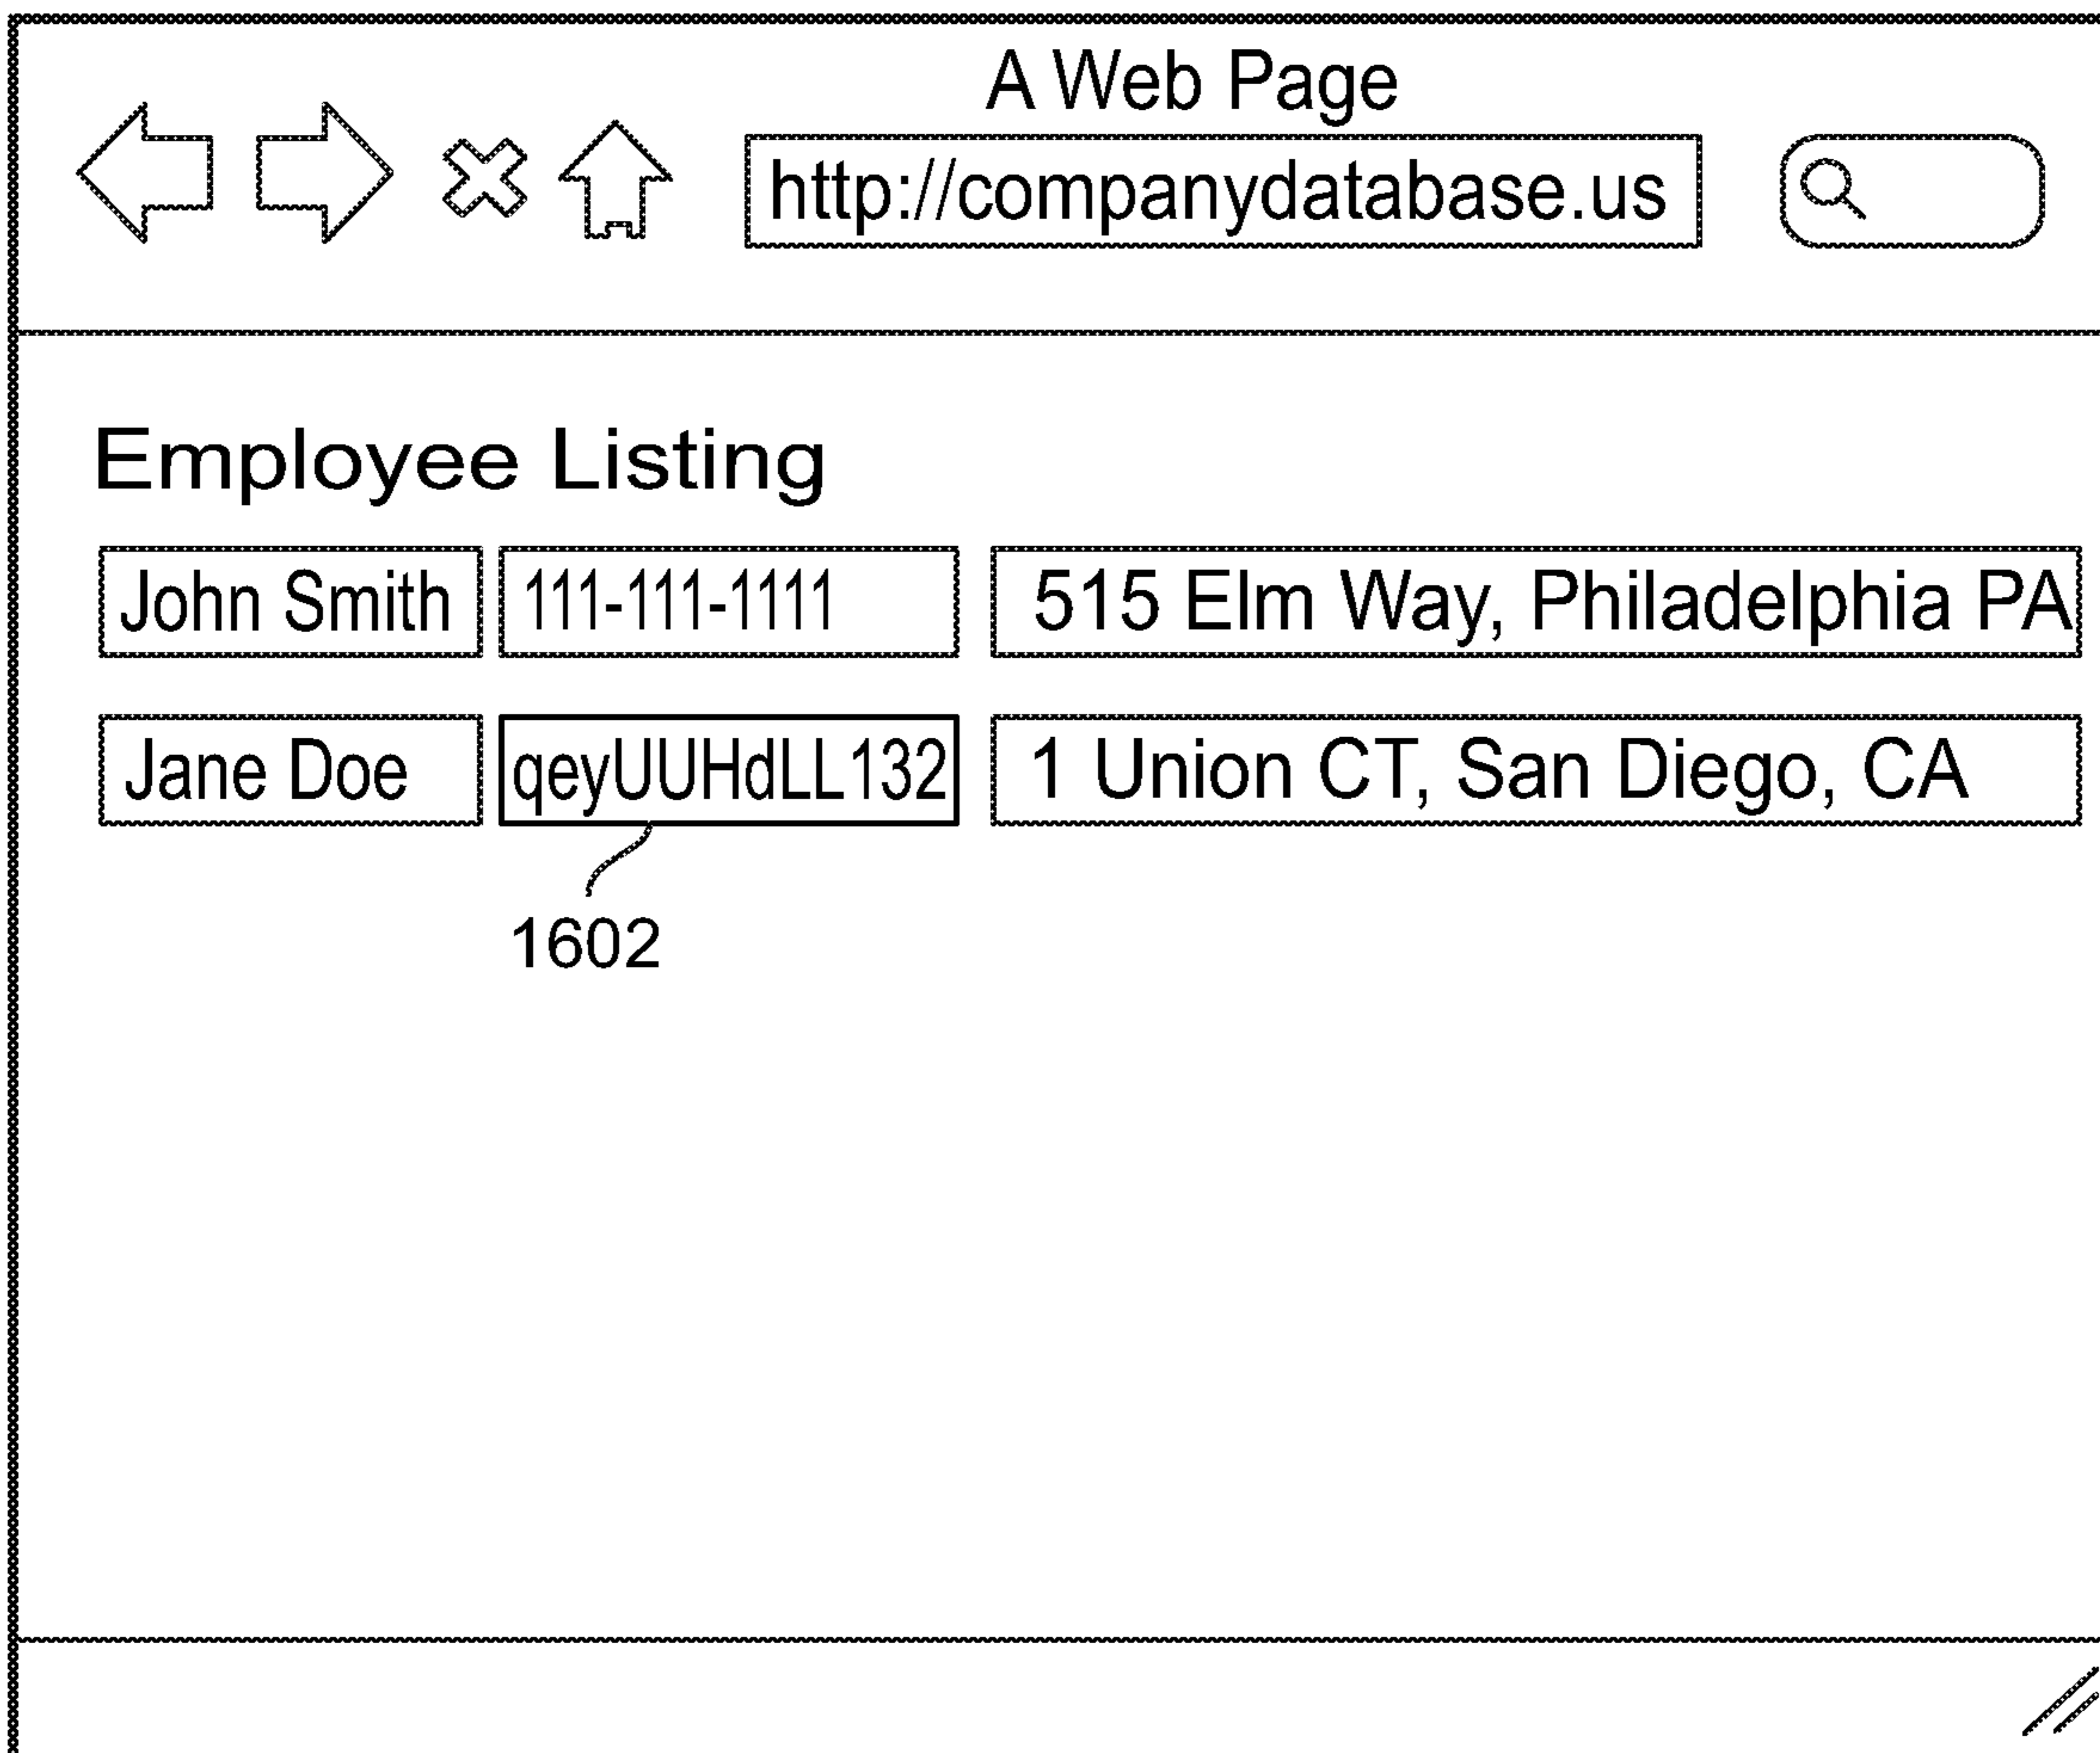 A Web Page
http://companydatabase.us
Employee Listing
John Smith 111-111-1111 515 Elm Way, Philadelphia PA
Jane Doe qeyUUHdLL132 1 Union CT, San Diego, CA
1602